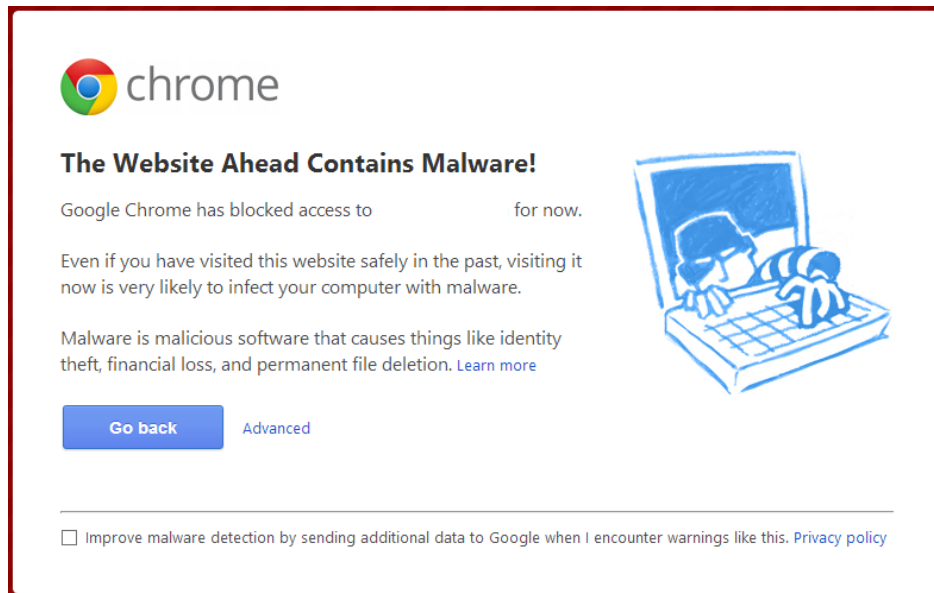 chrome
The Website Ahead Contains Malware!
Google Chrome has blocked access to for now.
Even if you have visited this website safely in the past, visiting it
now is very likely to infect your computer with malware.
Malware is malicious software that causes things like identity
theft, financial loss, and permanent file deletion. Learn more
Go back Advanced
Improve malware detection by sending additional data to Google when I encounter warnings like this. Privacy policy